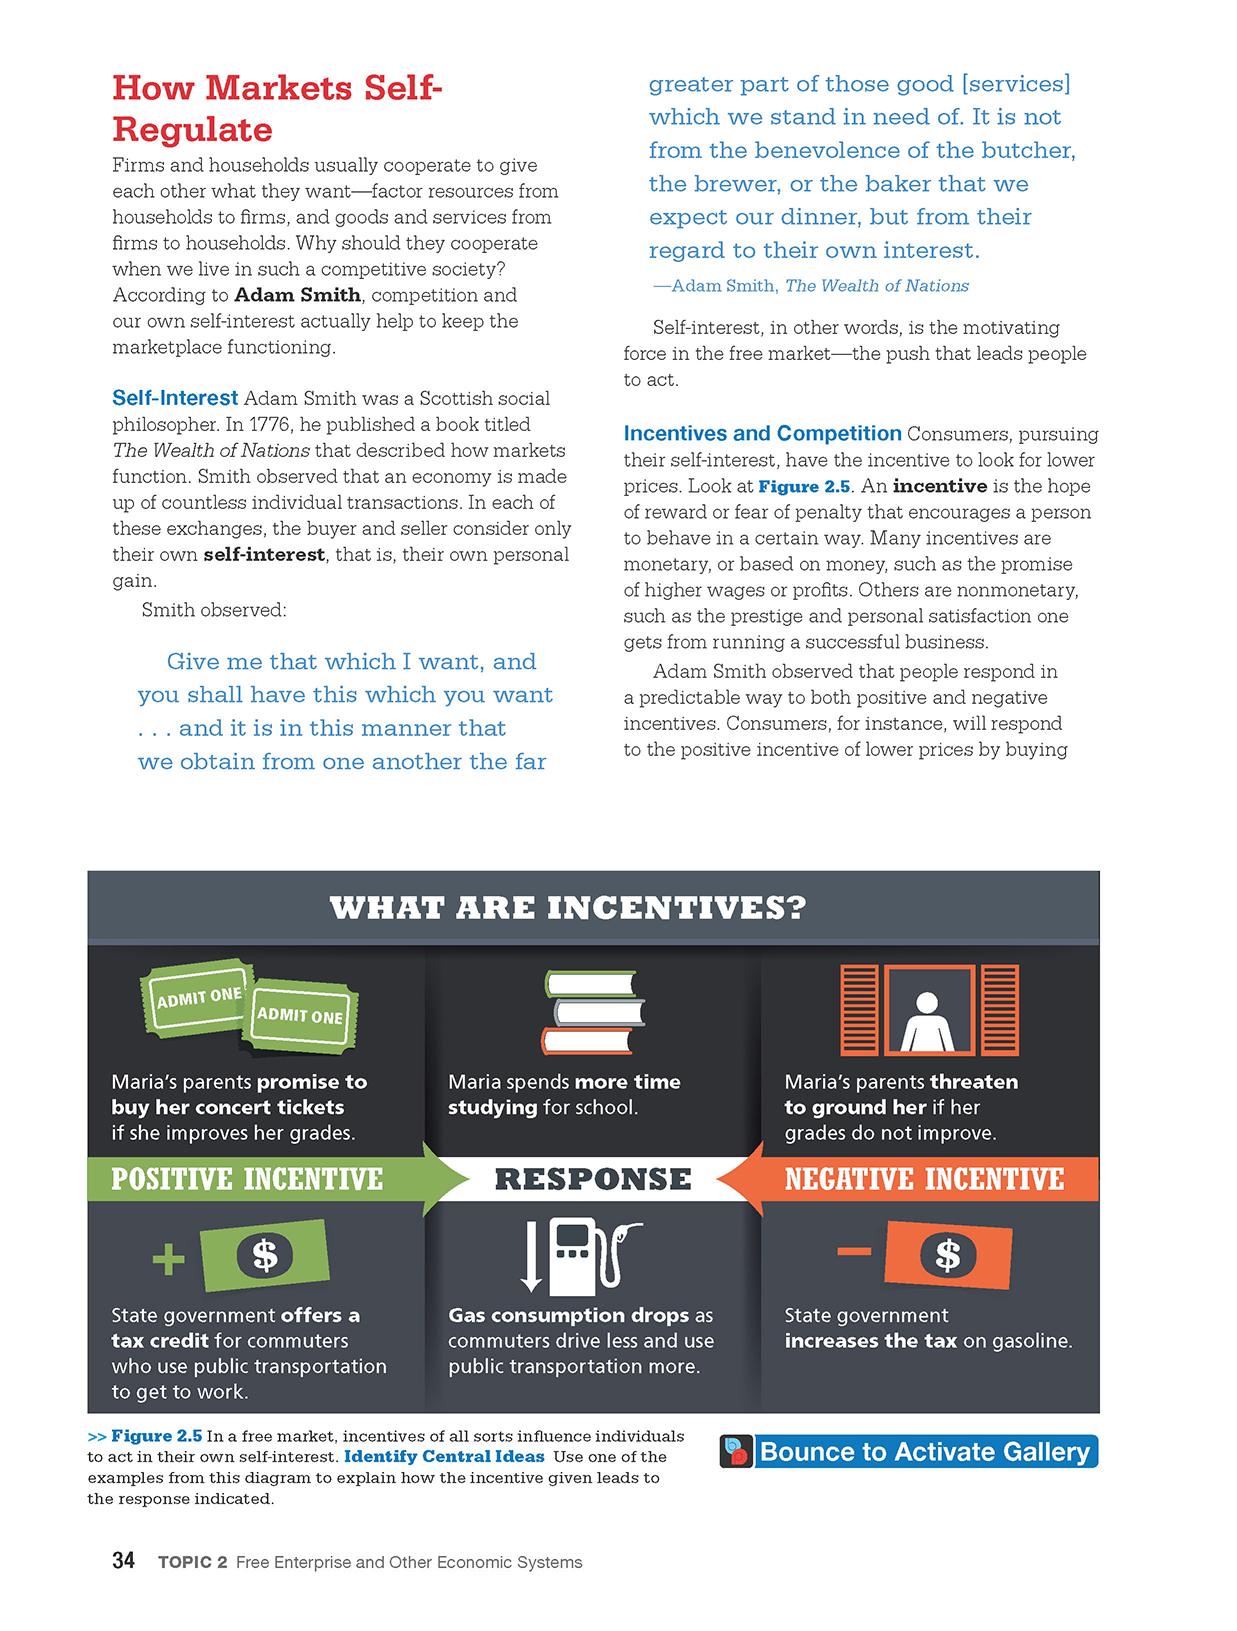 How Markets Self-
Regulate
Firms and households usually cooperate to give
each other what they want—factor resources from
households to firms, and goods and services from
firms to households. Why should they cooperate
when we live in such a competitive society?
According to Adam Smith, competition and
our own self-interest actually help to keep the
marketplace functioning.
Self-Interest Adam Smith was a Scottish social
philosopher. In 1776, he published a book titled
The Wealth of Nations that described how markets
function. Smith observed that an economy is made
up of countless individual transactions. In each of
these exchanges, the buyer and seller consider only
their own self-interest, that is, their own personal
gain.
Smith observed:
Give me that which I want, and
you shall have this which you want
. . . and it is in this manner that
we obtain from one another the far
greater part of those good [services]
which we stand in need of. It is not
from the benevolence of the butcher,
the brewer, or the baker that we
expect our dinner, but from their
regard to their own interest.
—Adam Smith, The Wealth of Nations
Self-interest, in other words, is the motivating
force in the free market—the push that leads people
to act.
Incentives and Competition Consumers, pursuing
their self-interest, have the incentive to look for lower
prices. Look at Figure 2.5. An incentive is the hope
of reward or fear of penalty that encourages a person
to behave in a certain way. Many incentives are
monetary, or based on money, such as the promise
of higher wages or profits. Others are nonmonetary,
such as the prestige and personal satisfaction one
gets from running a successful business.
Adam Smith observed that people respond in
a predictable way to both positive and negative
incentives. Consumers, for instance, will respond
to the positive incentive of lower prices by buying
WHAT ARE INCENTIVES?
ADMIT ONE
ADMIT ONE
Maria's parents promise to
buy her concert tickets
if she improves her grades.
Maria spends more time
studying for school.
Maria's parents threaten
to ground her if her
grades do not improve.
POSITIVE INCENTIVE
RESPONSE
NEGATIVE INCENTIVE
+ $
− $
State government offers a
tax credit for commuters
who use public transportation
to get to work.
Gas consumption drops as
commuters drive less and use
public transportation more.
State government
increases the tax on gasoline.
>> Figure 2.5 In a free market, incentives of all sorts influence individuals
to act in their own self-interest. Identify Central Ideas Use one of the
examples from this diagram to explain how the incentive given leads to
the response indicated.
Bounce to Activate Gallery
34 TOPIC 2 Free Enterprise and Other Economic Systems